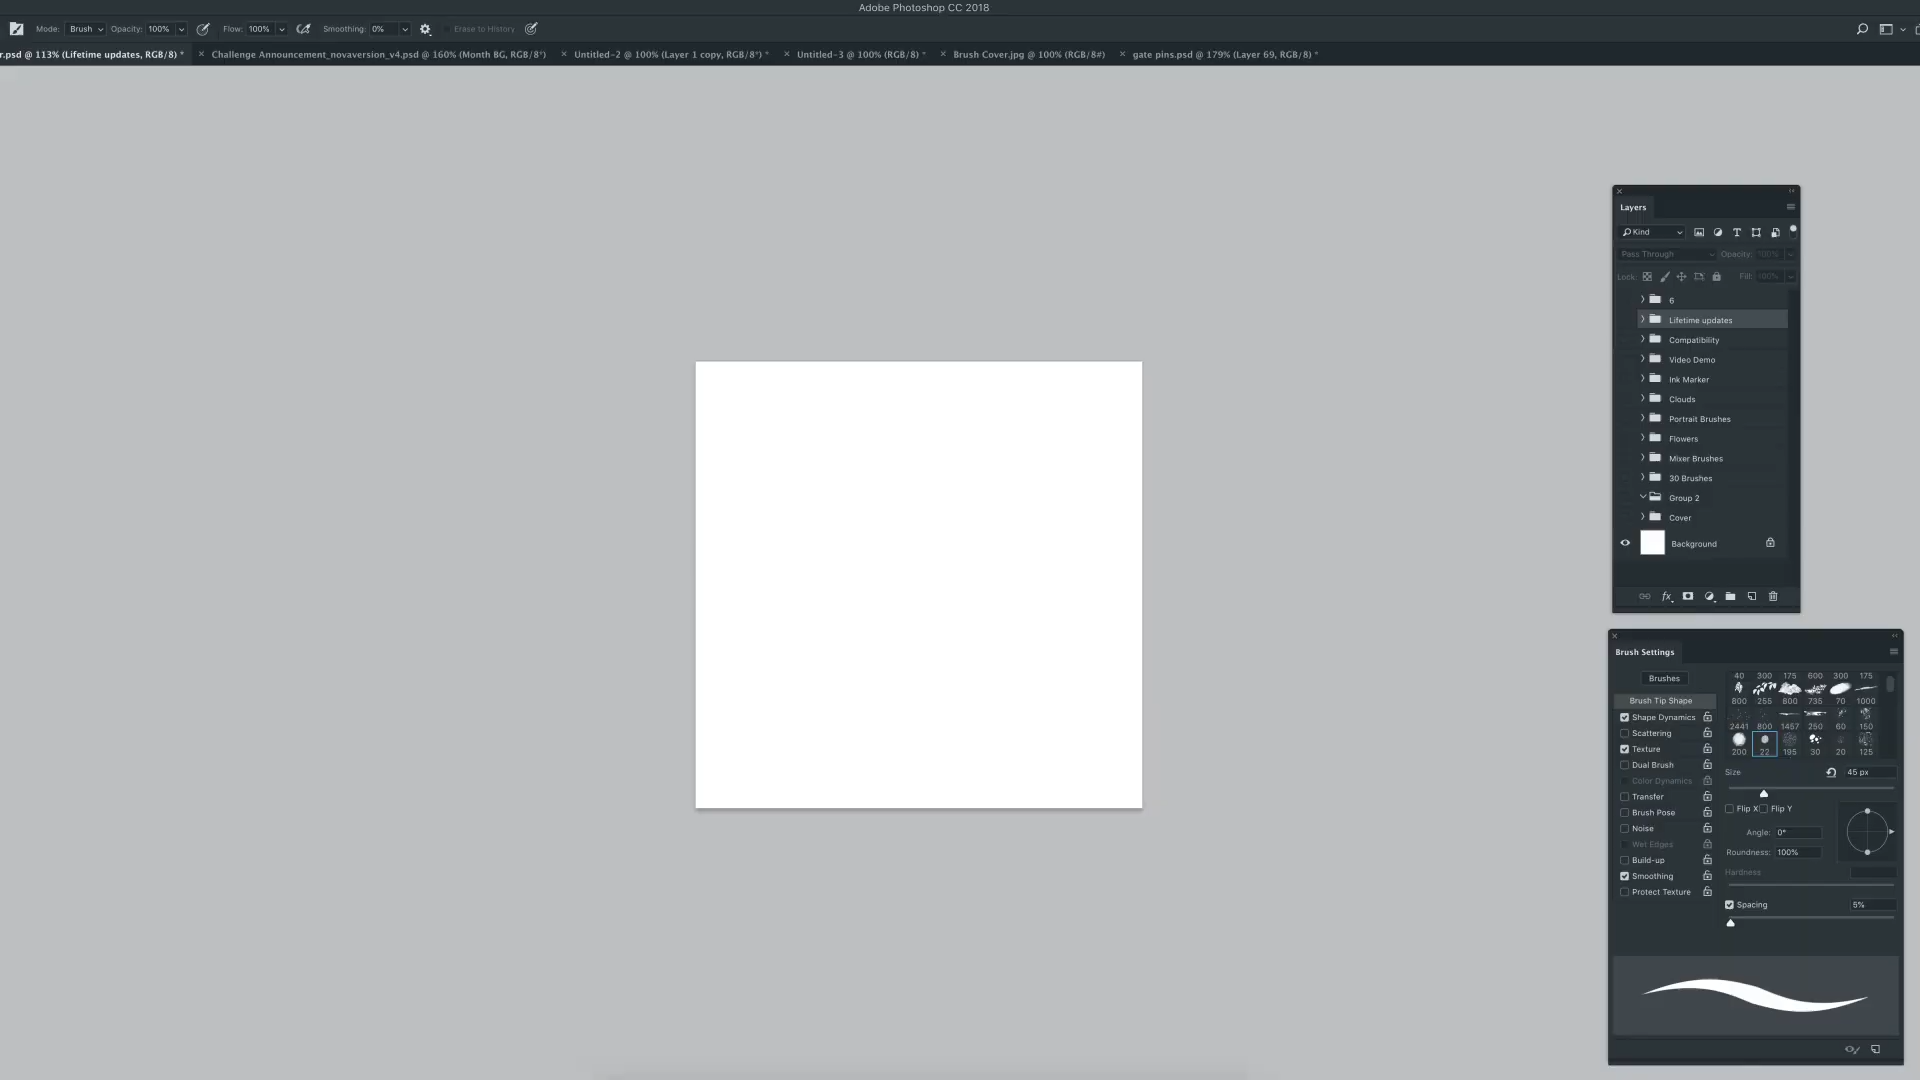 Adobe Photoshop CC 2018
Mode: Brush Opacity: 100% Flow: 100% Smoothing: 0% Erase to History
r.psd @ 113% (Lifetime updates, RGB/8) * × Challenge Announcement_novaversion_v4.psd @ 160% (Month BG, RGB/8*) × Untitled-2 @ 100% (Layer 1 copy, RGB/8*) * × Untitled-3 @ 100% (RGB/8) * × Brush Cover.jpg @ 100% (RGB/8#) × gate pins.psd @ 179% (Layer 69, RGB/8) *
Layers
Kind
Pass Through Opacity: 100%
Lock: Fill: 100%
6
Lifetime updates
Compatibility
Video Demo
Ink Marker
Clouds
Portrait Brushes
Flowers
Mixer Brushes
30 Brushes
Group 2
Cover
Background
fx
Brush Settings
Brushes
Brush Tip Shape
Shape Dynamics
Scattering
Texture
Dual Brush
Color Dynamics
Transfer
Brush Pose
Noise
Wet Edges
Build-up
Smoothing
Protect Texture
40 300 175 600 300 175
800 255 800 735 70 1000
2441 800 1457 250 60 150
200 22 195 30 20 125
Size 45 px
Flip X Flip Y
Angle: 0°
Roundness: 100%
Hardness
Spacing 5%